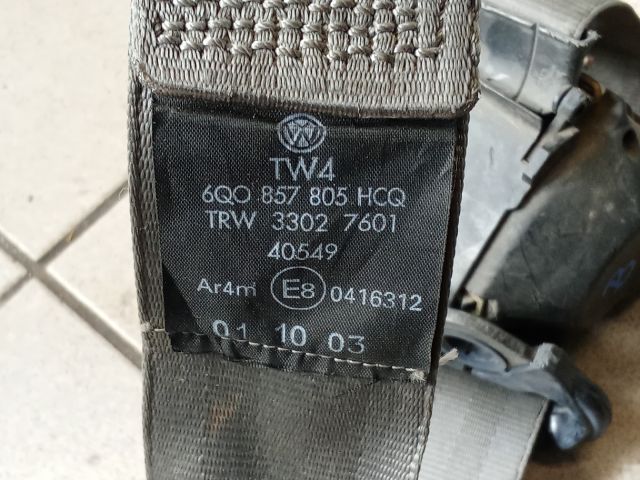 TW4
6Q0 857 805 HCQ
TRW 3302 7601
40549
Ar4m E8 0416312
01 10 03